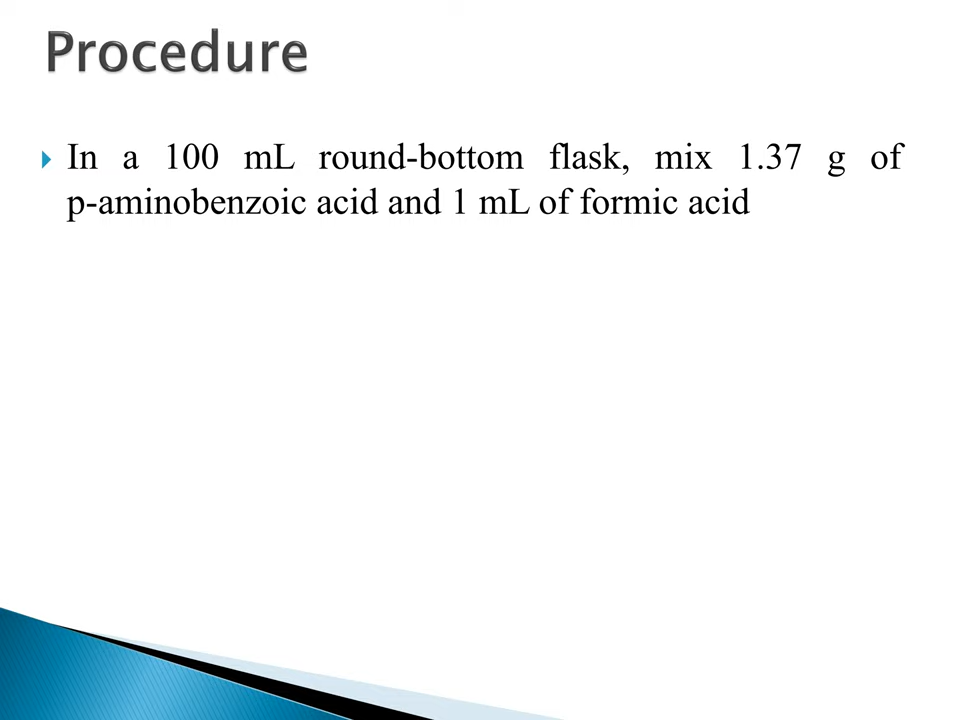 Procedure
In a 100 mL round-bottom flask, mix 1.37 g of
p-aminobenzoic acid and 1 mL of formic acid